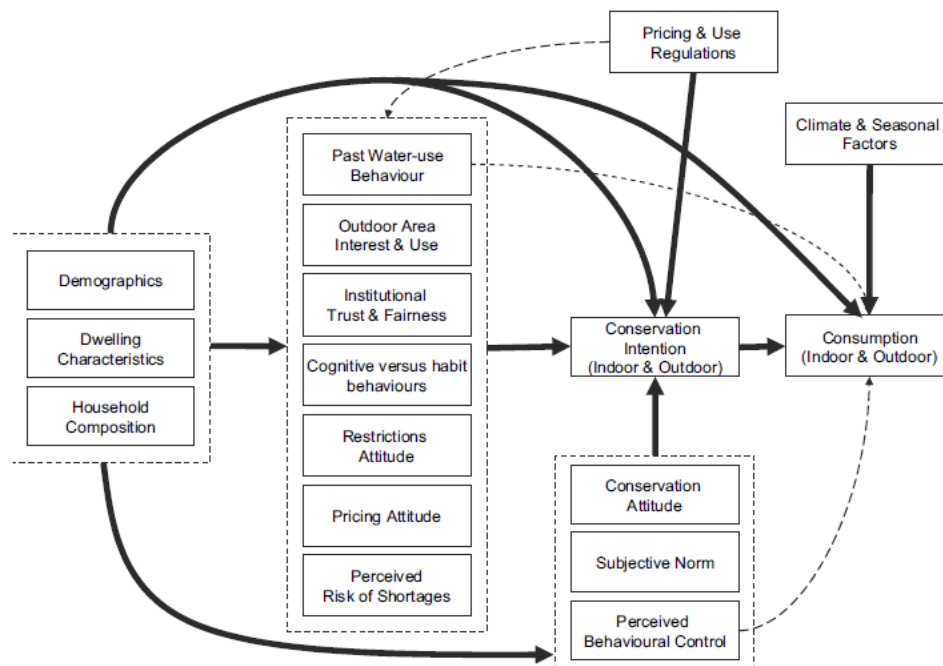 Pricing & Use
Regulations
Climate & Seasonal
Factors
Past Water-use
Behaviour
Outdoor Area
Interest & Use
Institutional
Trust & Fairness
Cognitive versus habit
behaviours
Restrictions
Attitude
Pricing Attitude
Perceived
Risk of Shortages
Demographics
Dwelling
Characteristics
Household
Composition
Conservation
Intention
(Indoor & Outdoor)
Consumption
(Indoor & Outdoor)
Conservation
Attitude
Subjective Norm
Perceived
Behavioural Control